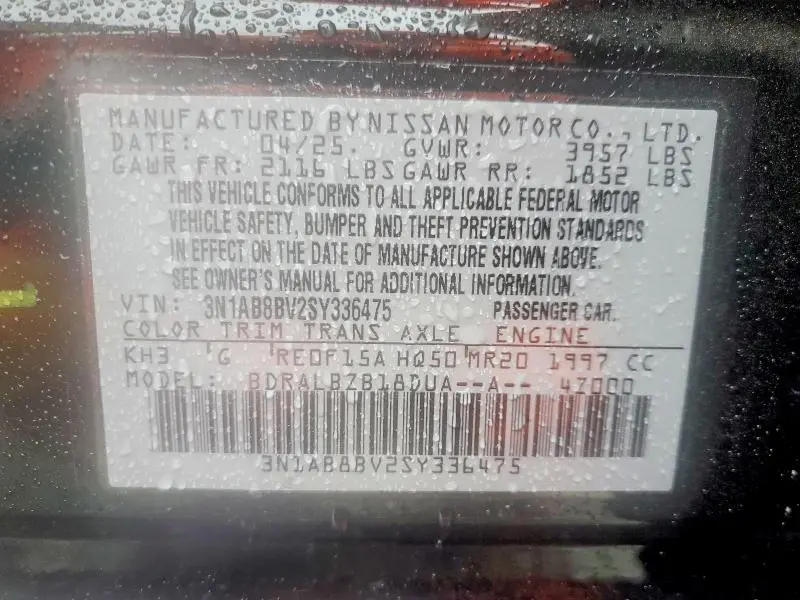 MANUFACTURED BY NISSAN MOTOR CO., LTD.
DATE: 04/25. GVWR: 3957 LBS
GAWR FR: 2116 LBS GAWR RR: 1852 LBS
THIS VEHICLE CONFORMS TO ALL APPLICABLE FEDERAL MOTOR
VEHICLE SAFETY, BUMPER AND THEFT PREVENTION STANDARDS
IN EFFECT ON THE DATE OF MANUFACTURE SHOWN ABOVE.
SEE OWNER'S MANUAL FOR ADDITIONAL INFORMATION.
VIN: 3N1AB8BV2SY336475 PASSENGER CAR.
COLOR TRIM TRANS AXLE ENGINE
KH3 G RE0F15A HQ50 MR20 1997 CC
MODEL: BDRALBZB18DUA--A-- 47000
3N1AB8BV2SY336475